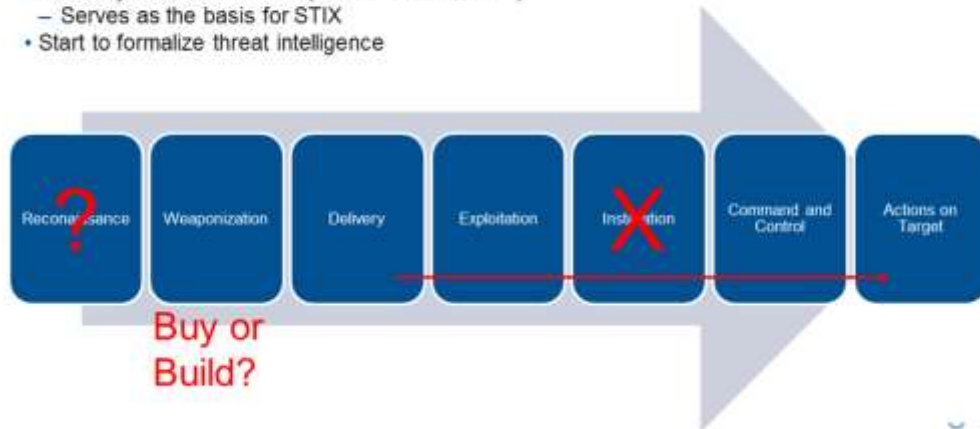 – Serves as the basis for STIX
• Start to formalize threat intelligence
?
Weaponization
Delivery
Exploitation
X
Command and
Control
Actions on
Target
Buy or
Build?